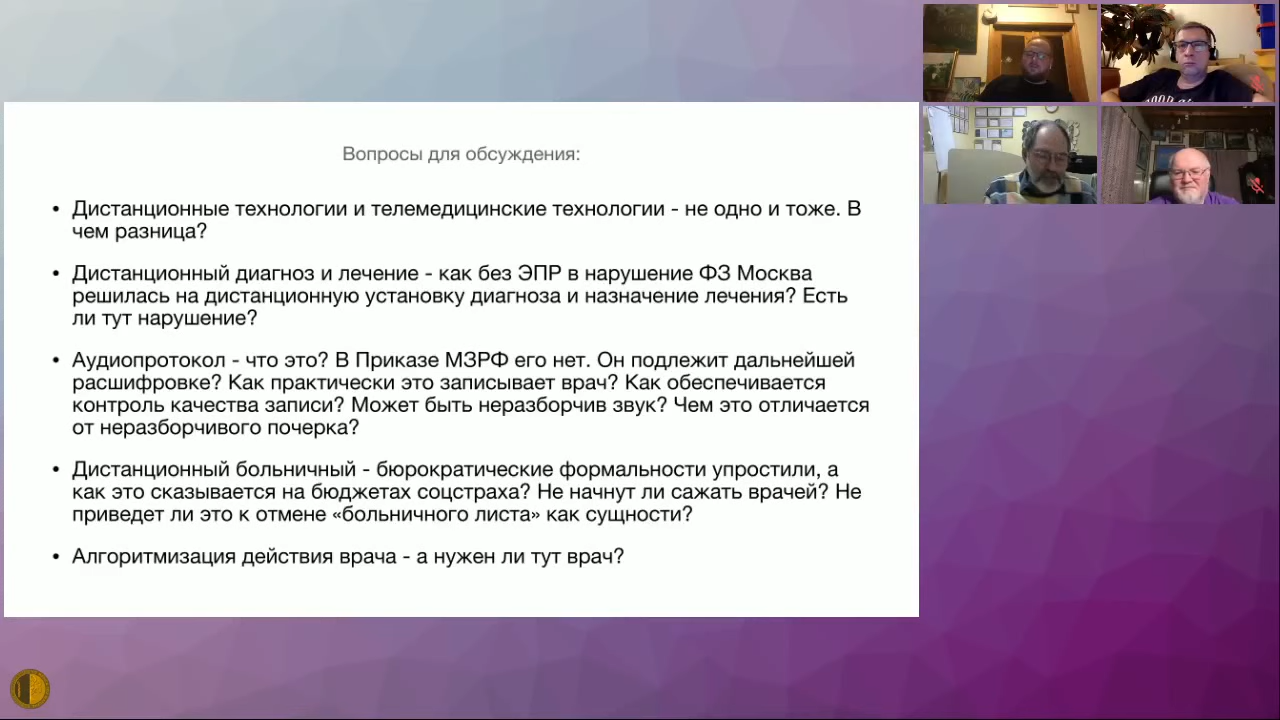 Вопросы для обсуждения:
• Дистанционные технологии и телемедицинские технологии - не одно и тоже. В
чем разница?
• Дистанционный диагноз и лечение - как без ЭПР в нарушение ФЗ Москва
решилась на дистанционную установку диагноза и назначение лечения? Есть
ли тут нарушение?
• Аудиопротокол - что это? В Приказе МЗРФ его нет. Он подлежит дальнейшей
расшифровке? Как практически это записывает врач? Как обеспечивается
контроль качества записи? Может быть неразборчив звук? Чем это отличается
от неразборчивого почерка?
• Дистанционный больничный - бюрократические формальности упростили, а
как это сказывается на бюджетах соцстраха? Не начнут ли сажать врачей? Не
приведет ли это к отмене «больничного листа» как сущности?
• Алгоритмизация действия врача - а нужен ли тут врач?